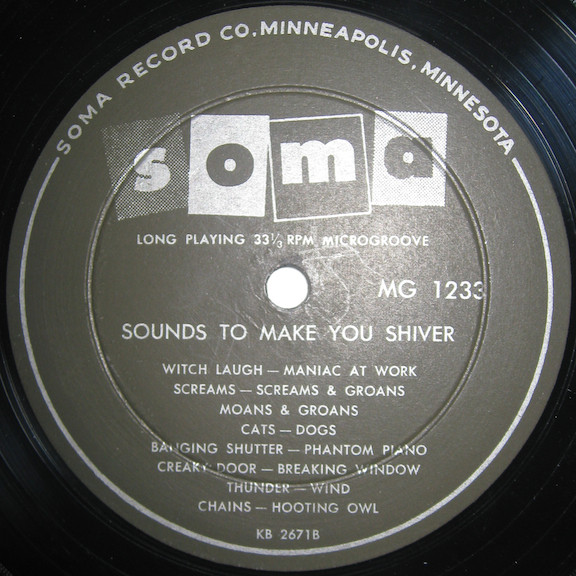 SOMA RECORD CO. MINNEAPOLIS, MINNESOTA
soma
LONG PLAYING 33⅓ RPM MICROGROOVE
MG 1233
SOUNDS TO MAKE YOU SHIVER
WITCH LAUGH — MANIAC AT WORK
SCREAMS — SCREAMS & GROANS
MOANS & GROANS
CATS — DOGS
BANGING SHUTTER — PHANTOM PIANO
CREAKY DOOR — BREAKING WINDOW
THUNDER — WIND
CHAINS — HOOTING OWL
KB 2671B